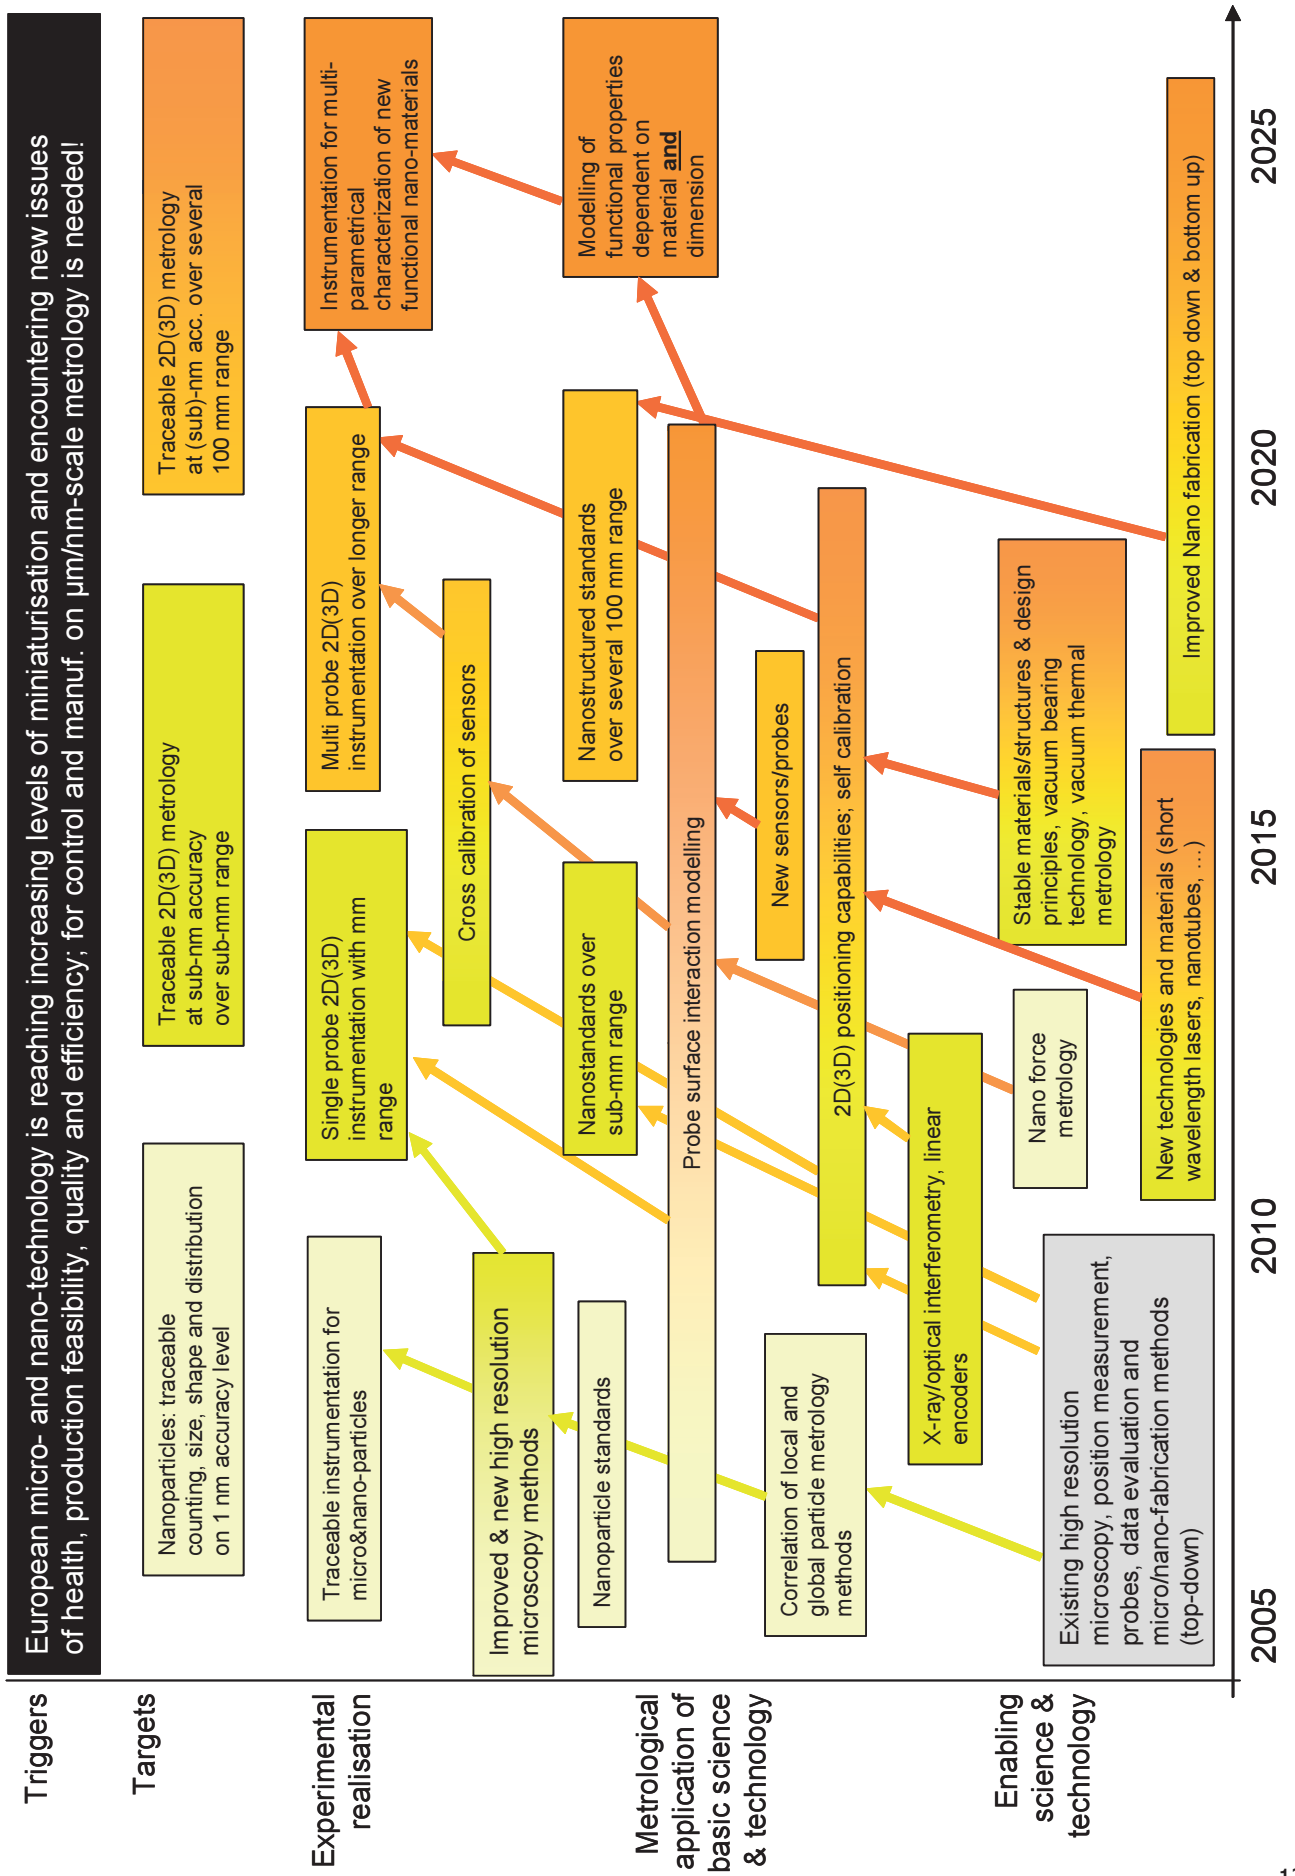 Triggers
European micro- and nano-technology is reaching increasing levels of miniaturisation and encountering new issues
of health, production feasibility, quality and efficiency; for control and manuf. on µm/nm-scale metrology is needed!
Targets
Nanoparticles: traceable
counting, size, shape and distribution
on 1 nm accuracy level
Traceable 2D(3D) metrology
at sub-nm accuracy
over sub-mm range
Traceable 2D(3D) metrology
at (sub)-nm acc. over several
100 mm range
Experimental
realisation
Traceable instrumentation for
micro&nano-particles
Single probe 2D(3D)
instrumentation with mm
range
Multi probe 2D(3D)
instrumentation over longer range
Instrumentation for multi-
parametrical
characterization of new
functional nano-materials
Improved & new high resolution
microscopy methods
Cross calibration of sensors
Metrological
application of
basic science
& technology
Nanoparticle standards
Nanostandards over
sub-mm range
Nanostructured standards
over several 100 mm range
Modelling of
functional properties
dependent on
material and
dimension
Probe surface interaction modelling
Correlation of local and
global particle metrology
methods
New sensors/probes
2D(3D) positioning capabilities; self calibration
Enabling
science &
technology
X-ray/optical interferometry, linear
encoders
Nano force
metrology
Stable materials/structures & design
principles, vacuum bearing
technology, vacuum thermal
metrology
Existing high resolution
microscopy, position measurement,
probes, data evaluation and
micro/nano-fabrication methods
(top-down)
New technologies and materials (short
wavelength lasers, nanotubes, …)
Improved Nano fabrication (top down & bottom up)
2005
2010
2015
2020
2025